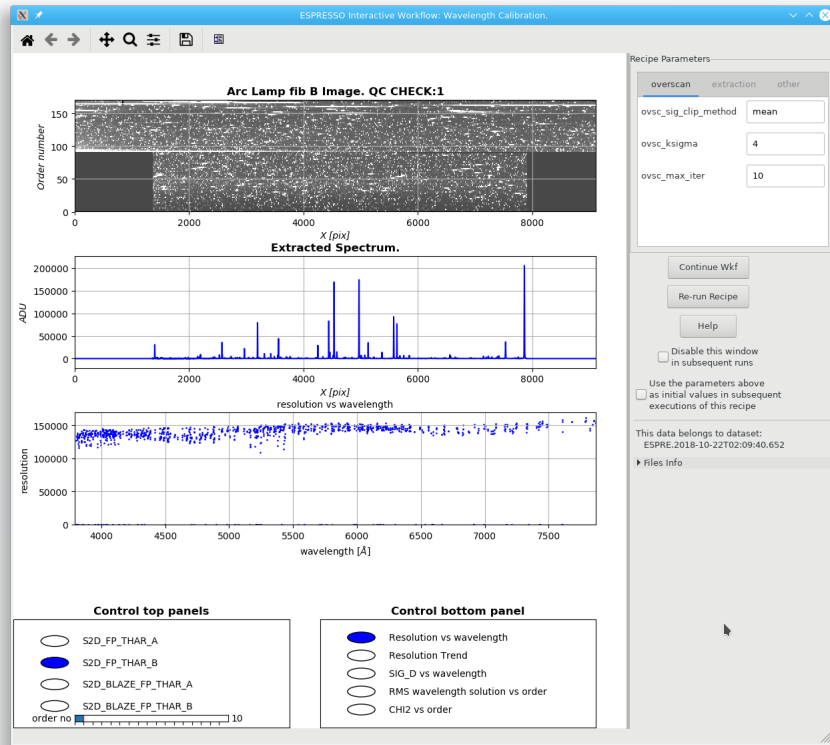 ESPRESSO Interactive Workflow: Wavelength Calibration.
Arc Lamp fib B Image. QC CHECK:1
Order number
150
100
50
0
0 2000 4000 6000 8000
X [pix]
Extracted Spectrum.
ADU
200000
150000
100000
50000
0
0 2000 4000 6000 8000
X [pix]
resolution vs wavelength
resolution
150000
100000
50000
0
4000 4500 5000 5500 6000 6500 7000 7500
wavelength [Å]
Control top panels
S2D_FP_THAR_A
S2D_FP_THAR_B
S2D_BLAZE_FP_THAR_A
S2D_BLAZE_FP_THAR_B
order no 10
Control bottom panel
Resolution vs wavelength
Resolution Trend
SIG_D vs wavelength
RMS wavelength solution vs order
CHI2 vs order
Recipe Parameters
overscan extraction other
ovsc_sig_clip_method mean
ovsc_ksigma 4
ovsc_max_iter 10
Continue Wkf
Re-run Recipe
Help
Disable this window
in subsequent runs
Use the parameters above
as initial values in subsequent
executions of this recipe
This data belongs to dataset:
ESPRE.2018-10-22T02:09:40.652
Files Info